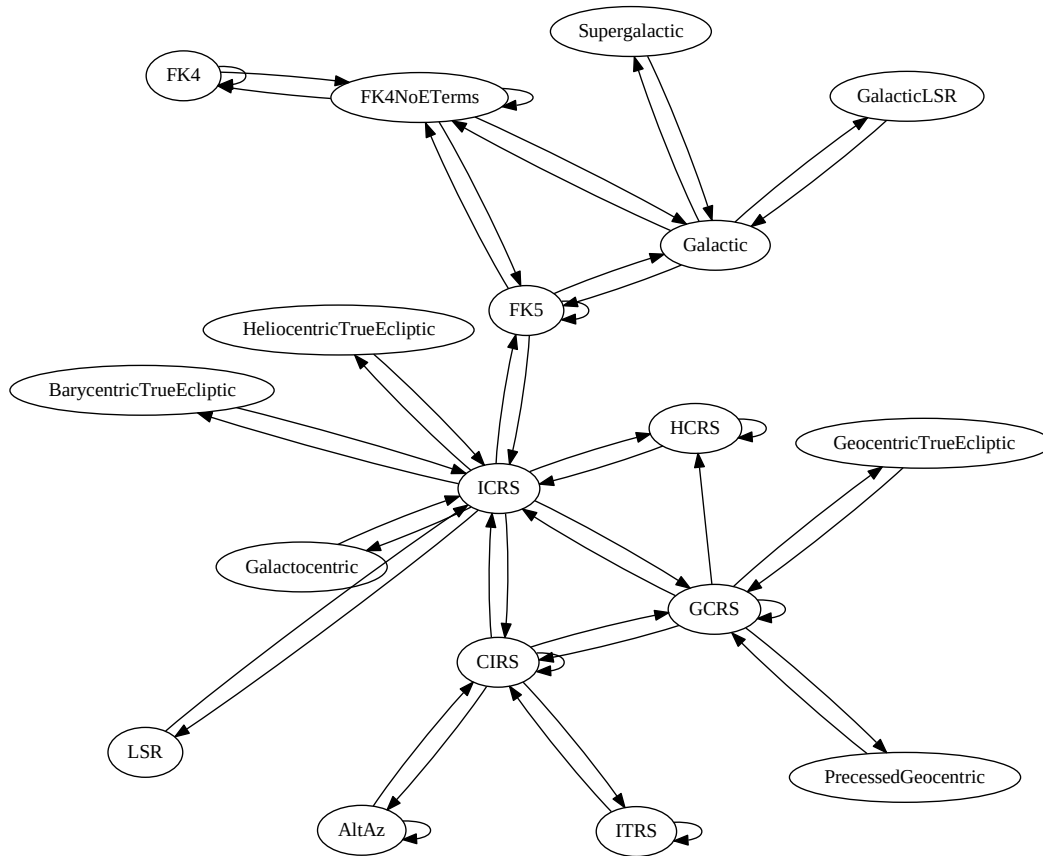 Supergalactic
FK4
FK4NoETerms
GalacticLSR
Galactic
FK5
HeliocentricTrueEcliptic
BarycentricTrueEcliptic
HCRS
GeocentricTrueEcliptic
ICRS
Galactocentric
GCRS
CIRS
LSR
PrecessedGeocentric
AltAz
ITRS